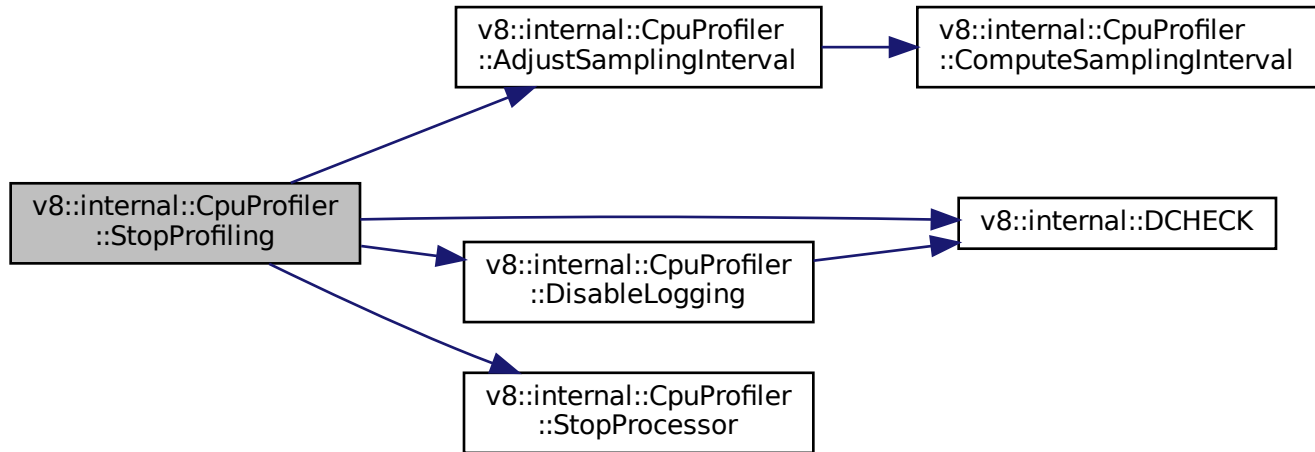 v8::internal::CpuProfiler
::AdjustSamplingInterval
v8::internal::CpuProfiler
::ComputeSamplingInterval
v8::internal::CpuProfiler
::StopProfiling
v8::internal::DCHECK
v8::internal::CpuProfiler
::DisableLogging
v8::internal::CpuProfiler
::StopProcessor